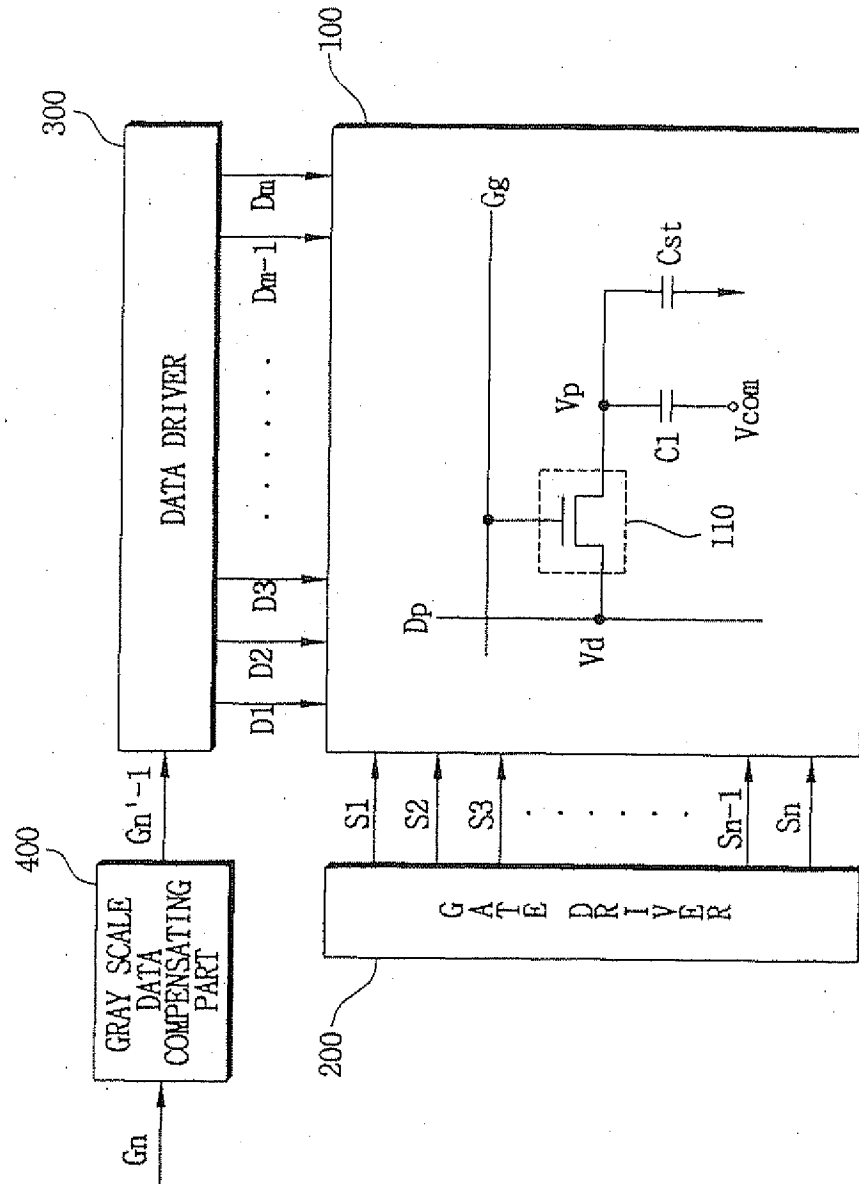 Gn
400
GRAY SCALE
DATA
COMPENSATING
PART
Gn'-1
300
DATA DRIVER
D1
D2
D3
Dm-1
Dm
100
200
GATE DRIVER
S1
S2
S3
Sn-1
Sn
Dp
Gg
Vd
Vp
110
Cl
Cst
Vcom